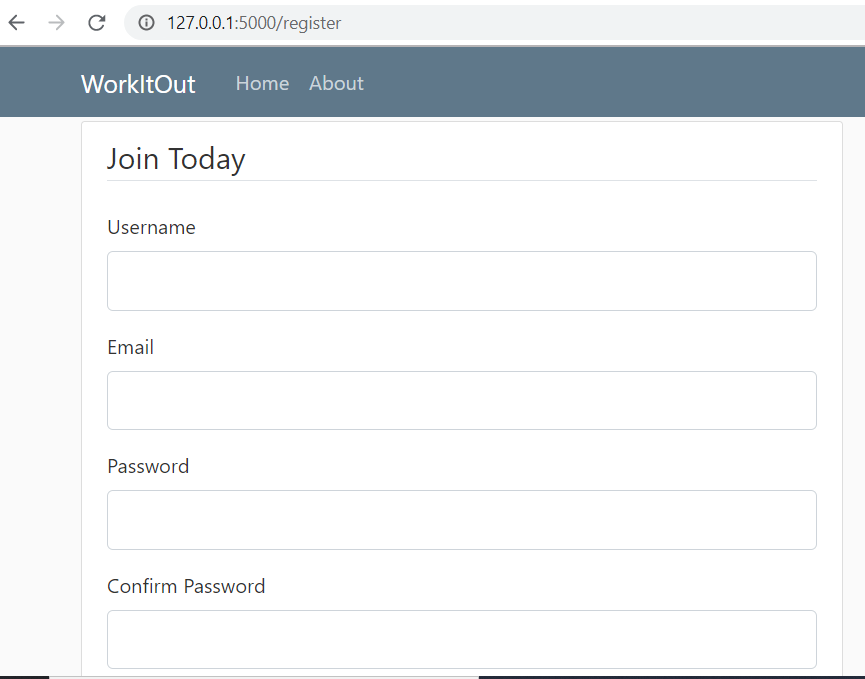 127.0.0.1:5000/register
WorkItOut Home About
Join Today
Username
Email
Password
Confirm Password